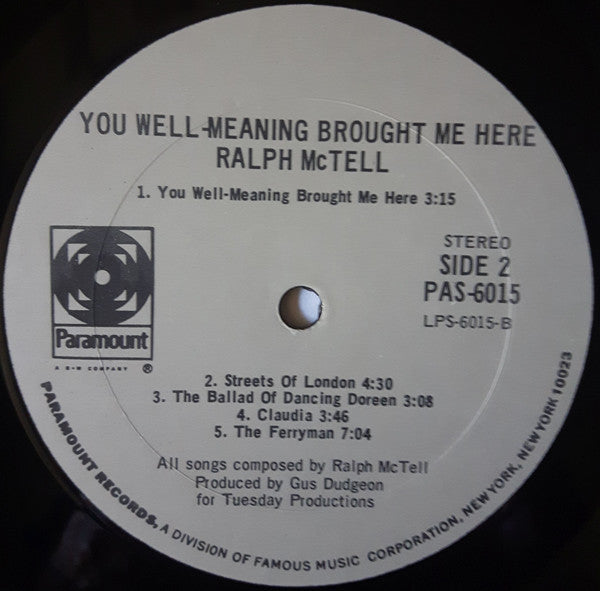 YOU WELL-MEANING BROUGHT ME HERE
RALPH McTELL
1. You Well-Meaning Brought Me Here 3:15
STEREO
SIDE 2
PAS-6015
LPS-6015-B
Paramount
A G+W COMPANY ®
2. Streets Of London 4:30
3. The Ballad Of Dancing Doreen 3:08
4. Claudia 3:46
5. The Ferryman 7:04
All songs composed by Ralph McTell
Produced by Gus Dudgeon
for Tuesday Productions
PARAMOUNT RECORDS, A DIVISION OF FAMOUS MUSIC CORPORATION, NEW YORK, NEW YORK 10023